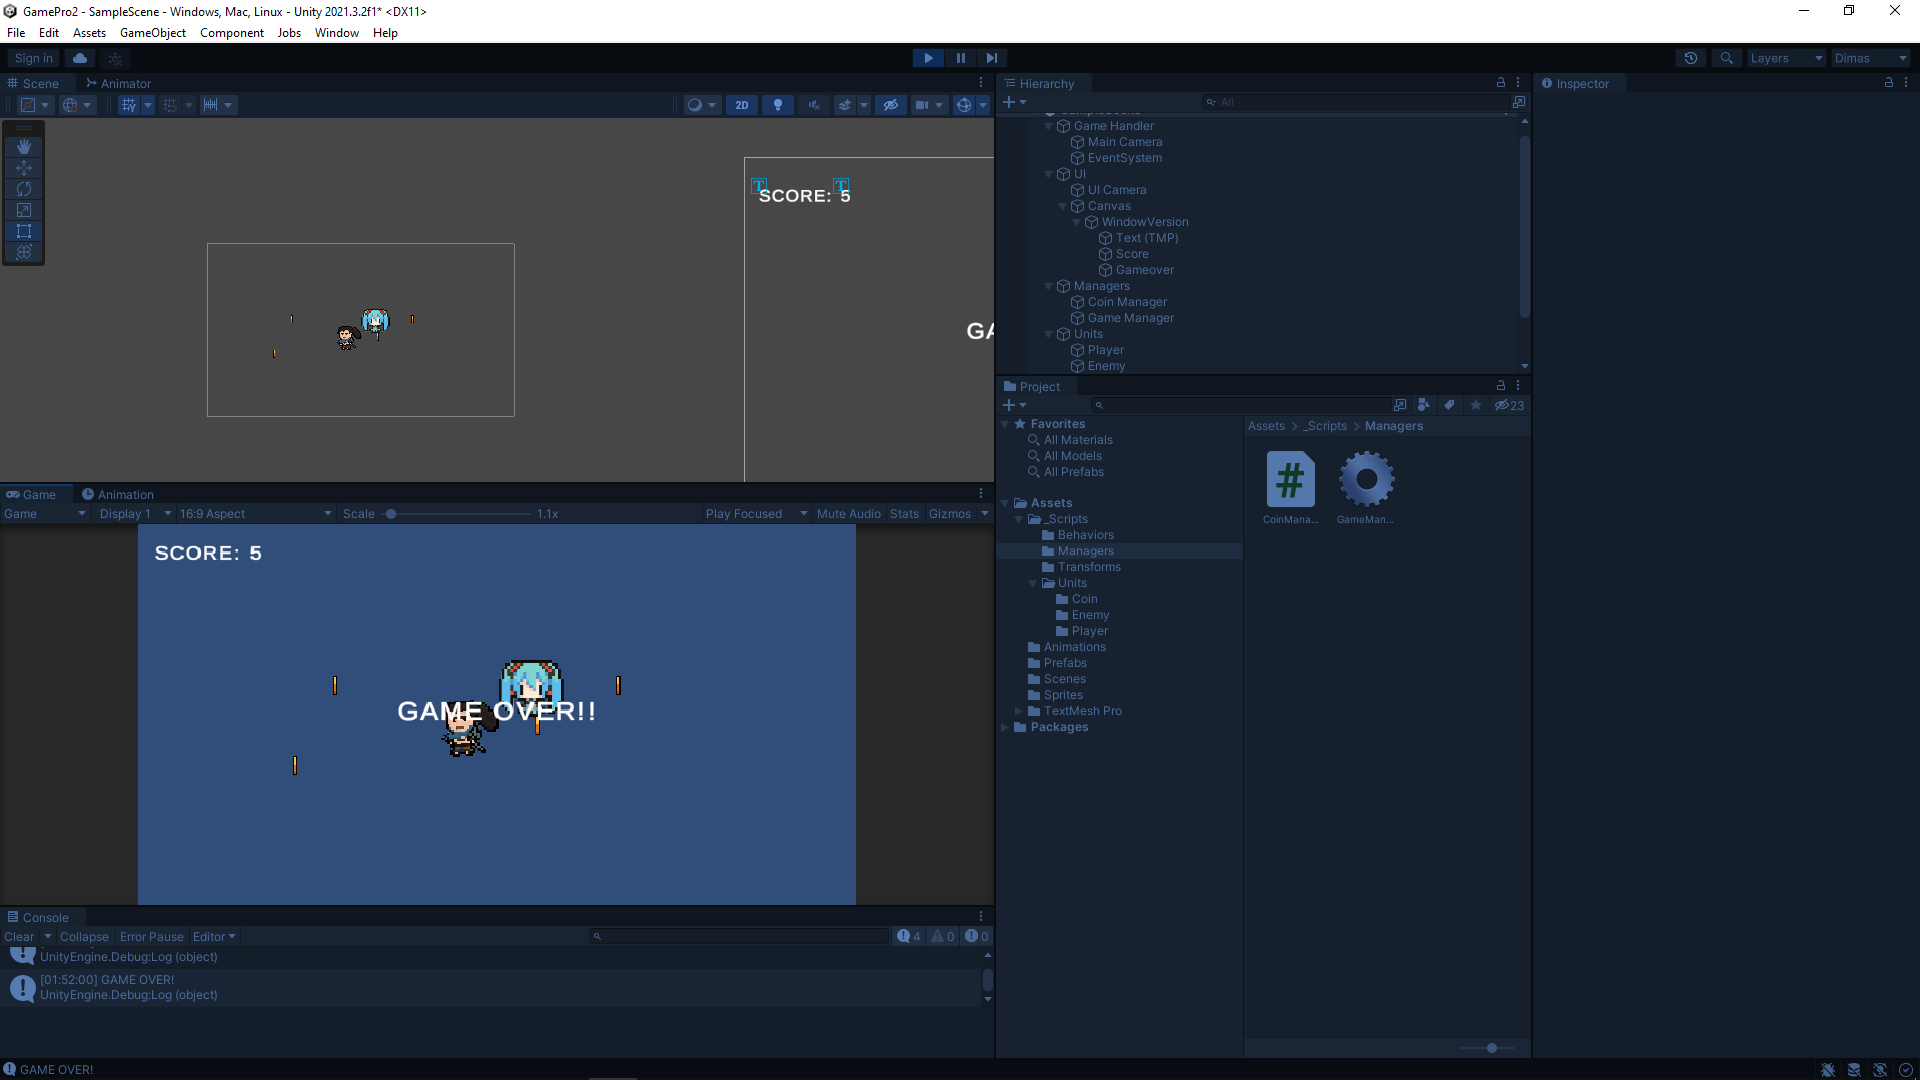 GamePro2 - SampleScene - Windows, Mac, Linux - Unity 2021.3.2f1* <DX11>
File Edit Assets GameObject Component Jobs Window Help
Sign in
Layers Dimas
Scene Animator
2D
SCORE: 5
GA
Hierarchy
All
Game Handler
Main Camera
EventSystem
UI
UI Camera
Canvas
WindowVersion
Text (TMP)
Score
Gameover
Managers
Coin Manager
Game Manager
Units
Player
Enemy
Inspector
Game Animation
Game Display 1 16:9 Aspect Scale 1.1x Play Focused Mute Audio Stats Gizmos
SCORE: 5
GAME OVER!!
Project
23
Favorites
All Materials
All Models
All Prefabs
Assets
_Scripts
Behaviors
Managers
Transforms
Units
Coin
Enemy
Player
Animations
Prefabs
Scenes
Sprites
TextMesh Pro
Packages
Assets > _Scripts > Managers
#
CoinMana...
GameMan...
Console
Clear Collapse Error Pause Editor 4 0 0
UnityEngine.Debug:Log (object)
[01:52:00] GAME OVER!
UnityEngine.Debug:Log (object)
GAME OVER!